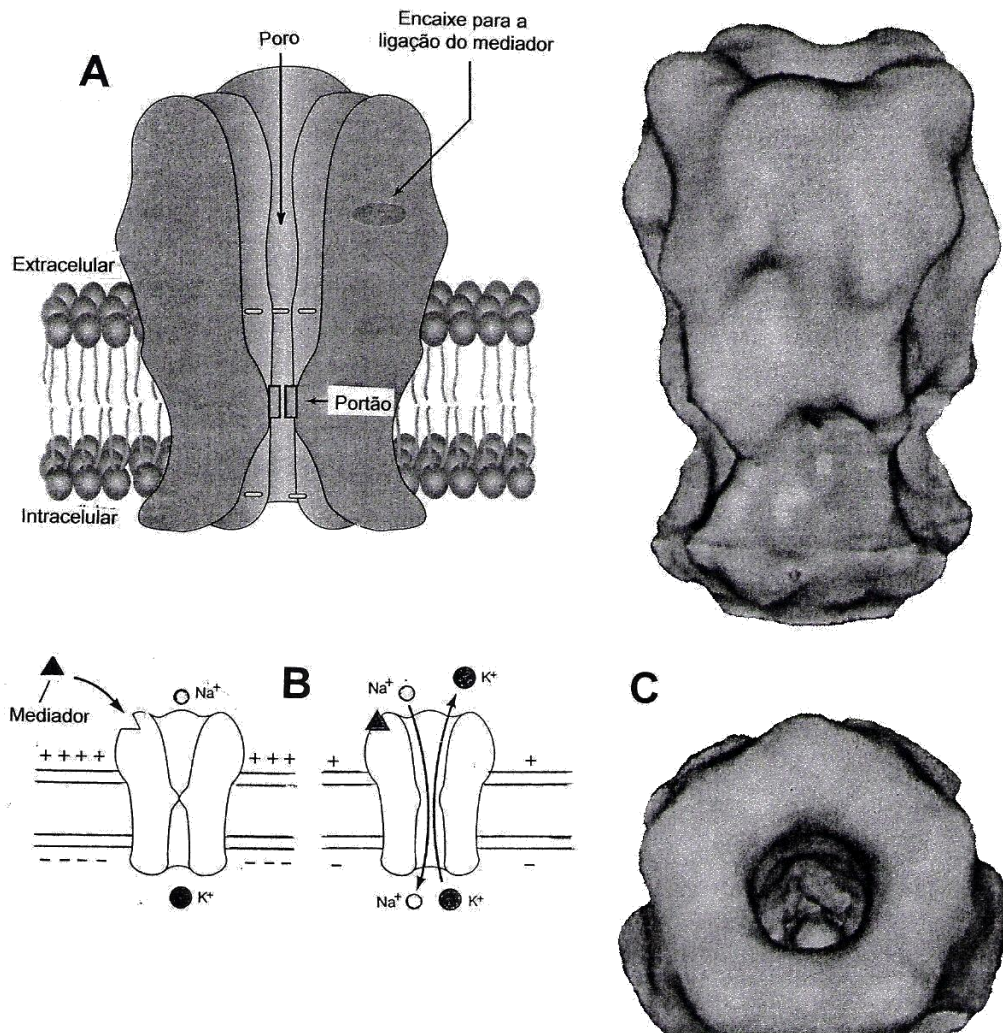 A
Poro
Encaixe para a
ligação do mediador
Extracelular
Portão
Intracelular
B
Mediador
Na+
+ + + +
+ + +
- - - -
- - - -
K+
Na+
K+
+
+
-
-
Na+
K+
C